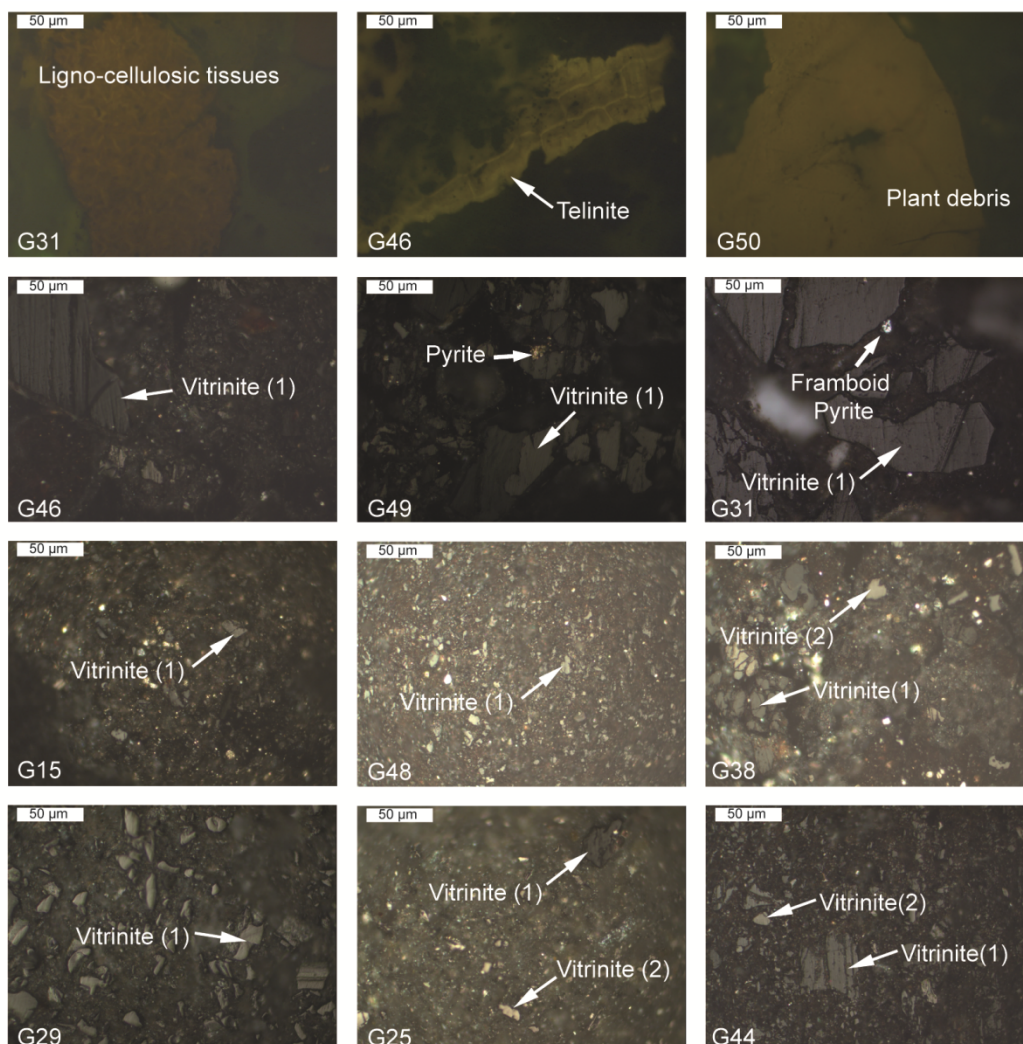 50 µm
Ligno-cellulosic tissues
G31
50 µm
Telinite
G46
50 µm
Plant debris
G50
50 µm
Vitrinite (1)
G46
50 µm
Pyrite
Vitrinite (1)
G49
50 µm
Framboid
Pyrite
Vitrinite (1)
G31
50 µm
Vitrinite (1)
G15
50 µm
Vitrinite (1)
G48
50 µm
Vitrinite (2)
Vitrinite(1)
G38
50 µm
Vitrinite (1)
G29
50 µm
Vitrinite (1)
Vitrinite (2)
G25
50 µm
Vitrinite(2)
Vitrinite(1)
G44